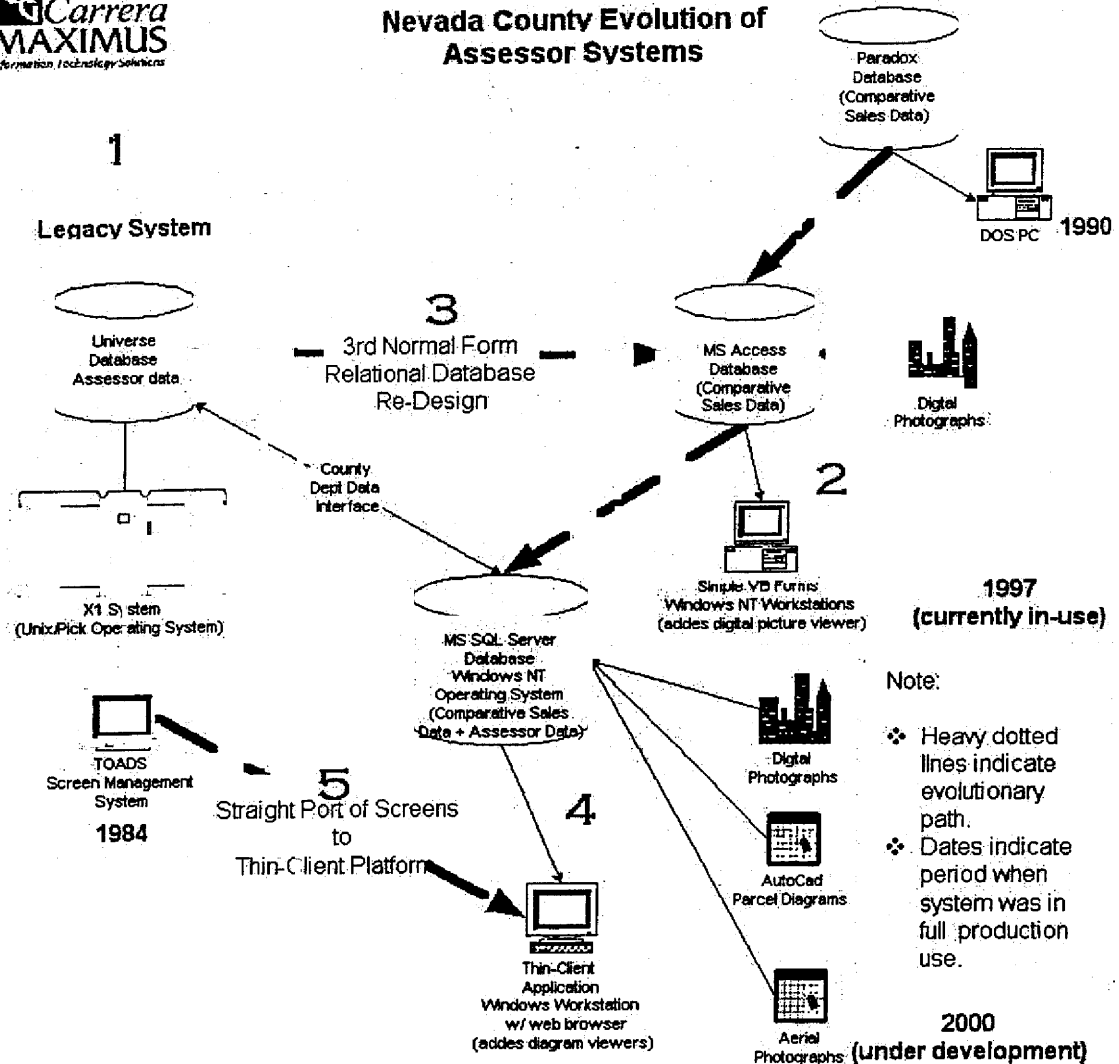 Carrera
MAXIMUS
Information Technology Solutions
Nevada County Evolution of
Assessor Systems
Paradox
Database
(Comparative
Sales Data)
DOS PC
1990
1
Legacy System
Universe
Database
Assessor data
3
3rd Normal Form
Relational Database
Re-Design
MS Access
Database
(Comparative
Sales Data)
Digtal
Photographs
County
Dept Data
Interface
2
X1 System
(Unix/Pick Operating System)
Simple VB Forms
Windows NT Workstations
(addes digtal picture viewer)
1997
(currently in-use)
MS SQL Server
Database
Windows NT
Operating System
(Comparative Sales
Data + Assessor Data)
TOADS
Screen Management
System
1984
5
Straight Port of Screens
to
Thin-Client Platform
4
Digtal
Photographs
AutoCad
Parcel Diagrams
Note:
❖ Heavy dotted
lines indicate
evolutionary
path.
❖ Dates indicate
period when
system was in
full production
use.
Thin-Client
Application
Windows Workstation
w/ web browser
(addes diagram viewers)
Aerial
Photographs
2000
(under development)